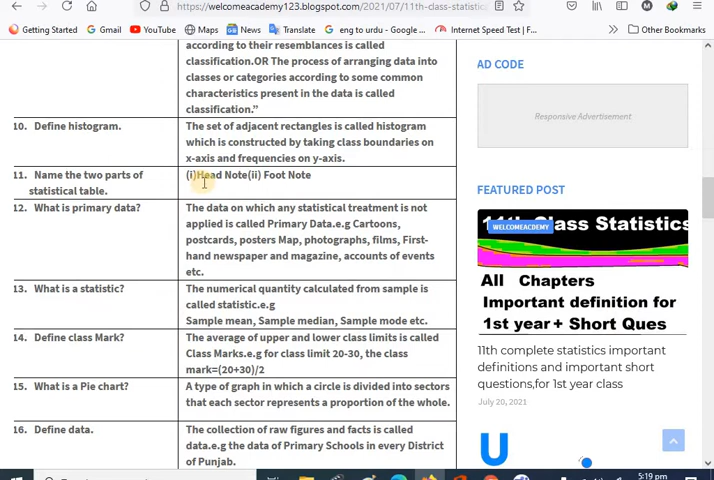 https://welcomeacademy123.blogspot.com/2021/07/11th-class-statistic
Getting Started
Gmail
YouTube
Maps
News
Translate
eng to urdu - Google ...
Internet Speed Test | F...
Other Bookmarks
according to their resemblances is called
classification.OR The process of arranging data into
classes or categories according to some common
characteristics present in the data is called
classification.”
10. Define histogram.
The set of adjacent rectangles is called histogram
which is constructed by taking class boundaries on
x-axis and frequencies on y-axis.
11. Name the two parts of
statistical table.
(i)Head Note(ii) Foot Note
12. What is primary data?
The data on which any statistical treatment is not
applied is called Primary Data.e.g Cartoons,
postcards, posters Map, photographs, films, First-
hand newspaper and magazine, accounts of events
etc.
13. What is a statistic?
The numerical quantity calculated from sample is
called statistic.e.g
Sample mean, Sample median, Sample mode etc.
14. Define class Mark?
The average of upper and lower class limits is called
Class Marks.e.g for class limit 20-30, the class
mark=(20+30)/2
15. What is a Pie chart?
A type of graph in which a circle is divided into sectors
that each sector represents a proportion of the whole.
16. Define data.
The collection of raw figures and facts is called
data.e.g the data of Primary Schools in every District
of Punjab.
AD CODE
Responsive Advertisement
FEATURED POST
11th Class Statistics
WELCOMEACDEMY
All Chapters
Important definition for
1st year + Short Ques
11th complete statistics important
definitions and important short
questions,for 1st year class
July 20, 2021
U
5:19 pm